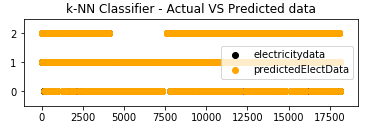 k-NN Classifier - Actual VS Predicted data
2
1
0
electricitydata
predictedElectData
0 2500 5000 7500 10000 12500 15000 17500